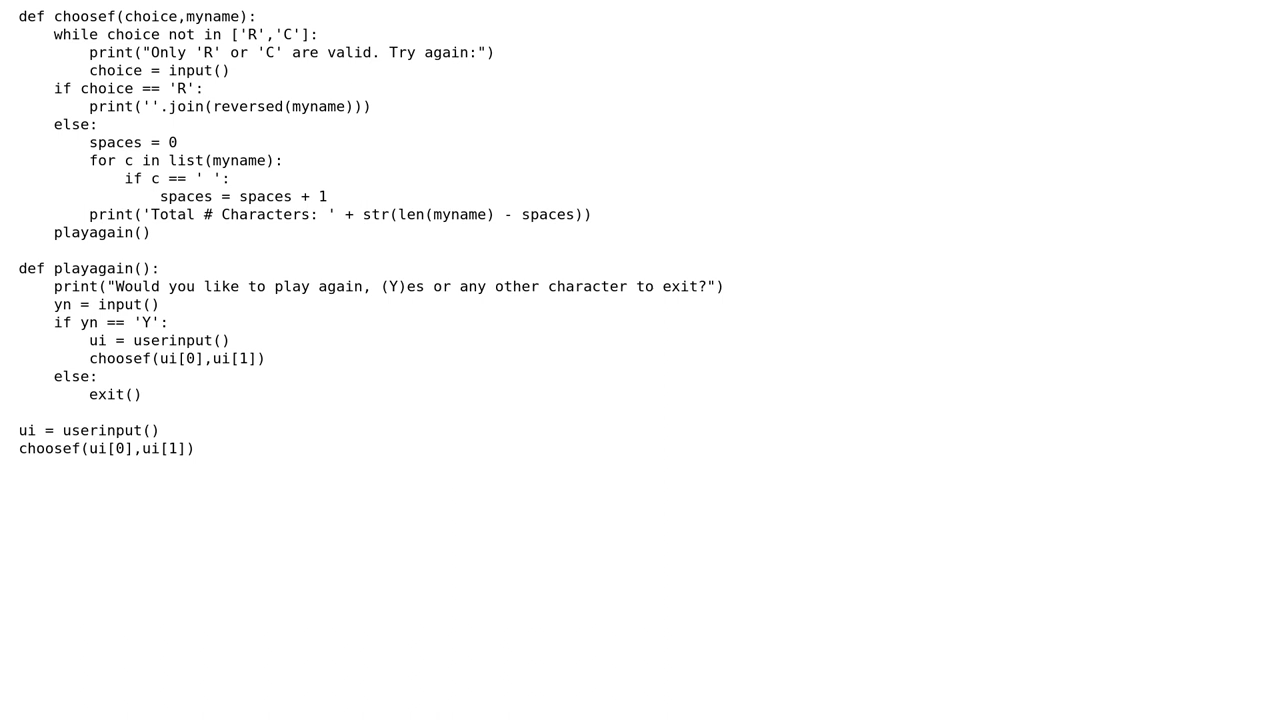 def choosef(choice,myname):
    while choice not in ['R','C']:
        print("Only 'R' or 'C' are valid. Try again:")
        choice = input()
    if choice == 'R':
        print(''.join(reversed(myname)))
    else:
        spaces = 0
        for c in list(myname):
            if c == ' ':
                spaces = spaces + 1
        print('Total # Characters: ' + str(len(myname) - spaces))
    playagain()

def playagain():
    print("Would you like to play again, (Y)es or any other character to exit?")
    yn = input()
    if yn == 'Y':
        ui = userinput()
        choosef(ui[0],ui[1])
    else:
        exit()

ui = userinput()
choosef(ui[0],ui[1])